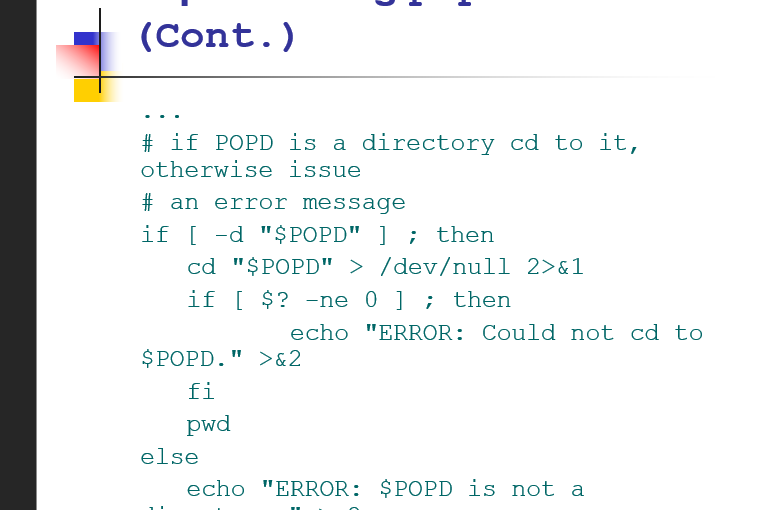 (Cont.)
...
# if POPD is a directory cd to it,
otherwise issue
# an error message
if [ -d "$POPD" ] ; then
cd "$POPD" > /dev/null 2>&1
if [ $? -ne 0 ] ; then
echo "ERROR: Could not cd to
$POPD." >&2
fi
pwd
else
echo "ERROR: $POPD is not a